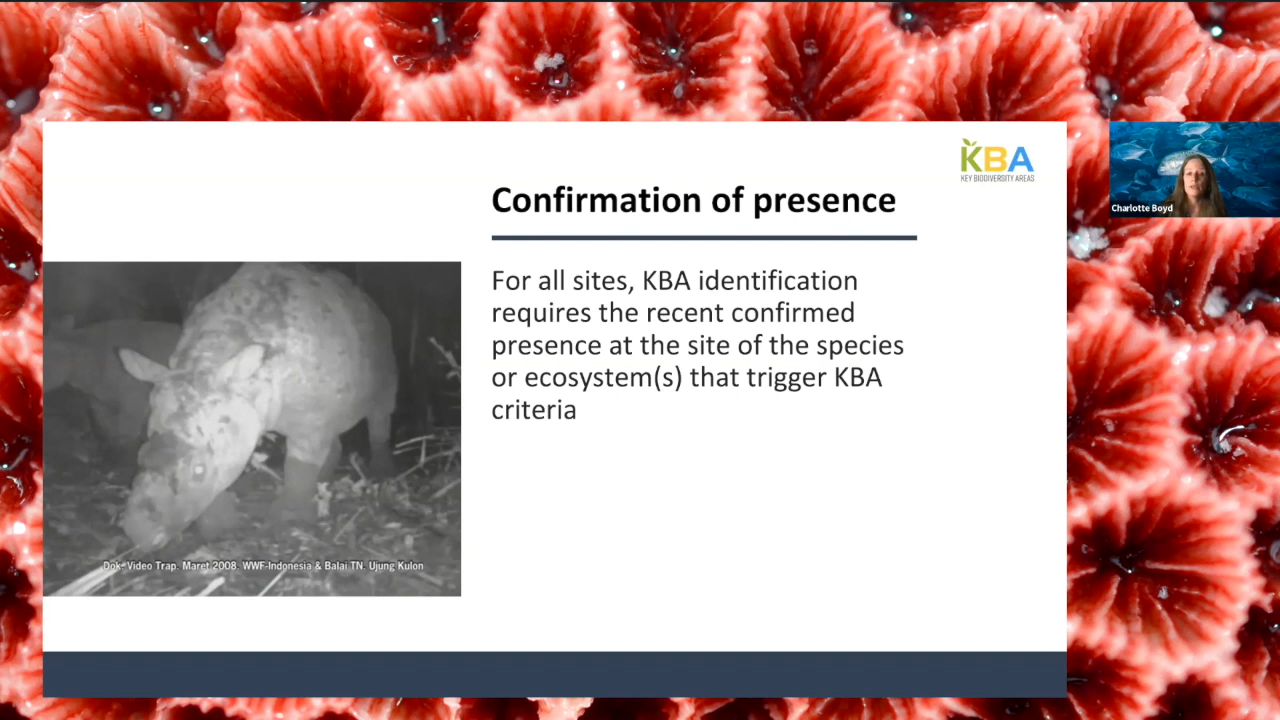 KBA
KEY BIODIVERSITY AREAS
Confirmation of presence
For all sites, KBA identification
requires the recent confirmed
presence at the site of the species
or ecosystem(s) that trigger KBA
criteria
Dok. Video Trap. Maret 2008. WWF-Indonesia & Balai TN. Ujung Kulon
Charlotte Boyd